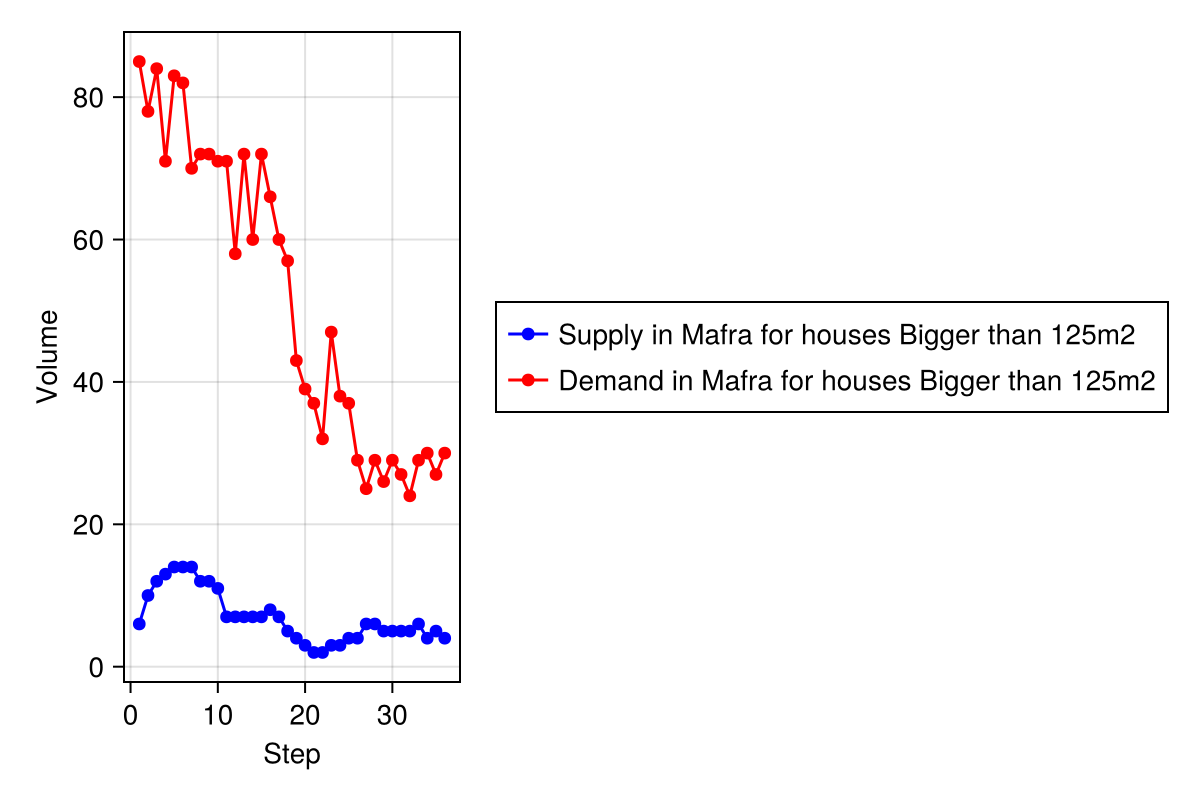 80
60
40
20
0
Volume
0 10 20 30
Step
Supply in Mafra for houses Bigger than 125m2
Demand in Mafra for houses Bigger than 125m2